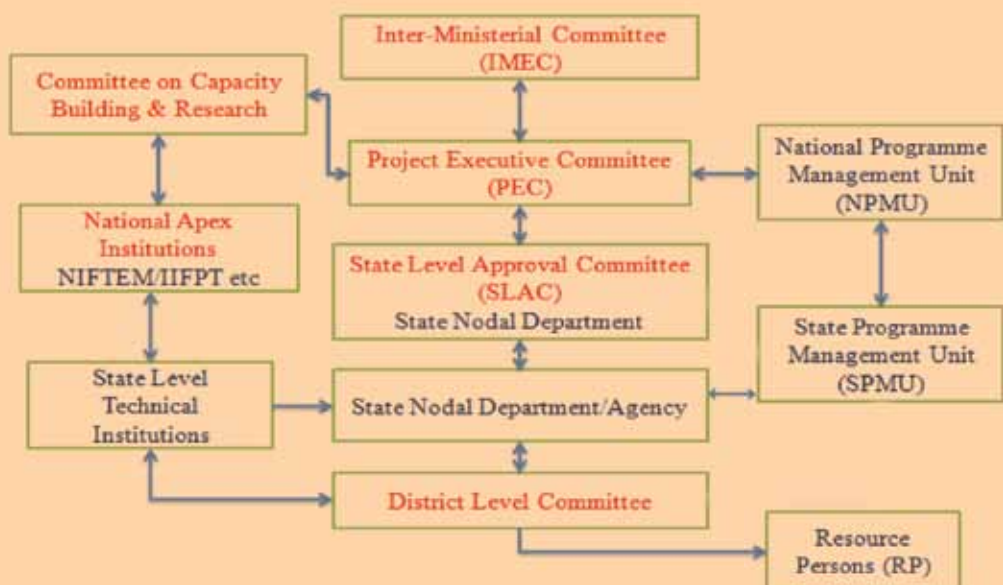 Inter-Ministerial Committee
(IMEC)
Committee on Capacity
Building & Research
Project Executive Committee
(PEC)
National Programme
Management Unit
(NPMU)
National Apex
Institutions
NIFTEM/IIFPT etc
State Level Approval Committee
(SLAC)
State Nodal Department
State Programme
Management Unit
(SPMU)
State Level
Technical
Institutions
State Nodal Department/Agency
District Level Committee
Resource
Persons (RP)